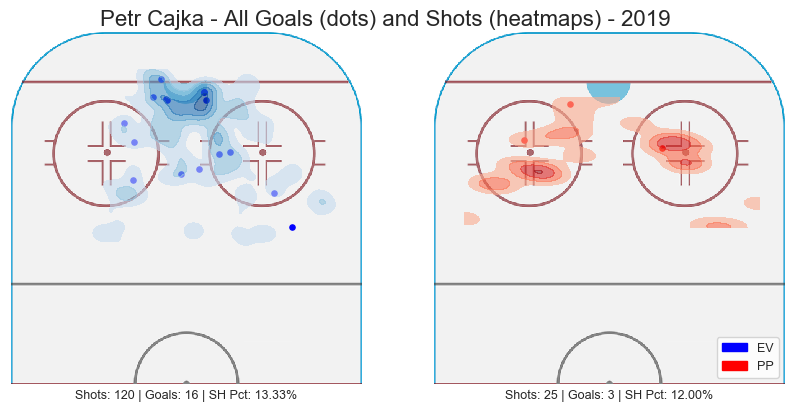 Petr Cajka - All Goals (dots) and Shots (heatmaps) - 2019
EV
PP
Shots: 120 | Goals: 16 | SH Pct: 13.33%
Shots: 25 | Goals: 3 | SH Pct: 12.00%